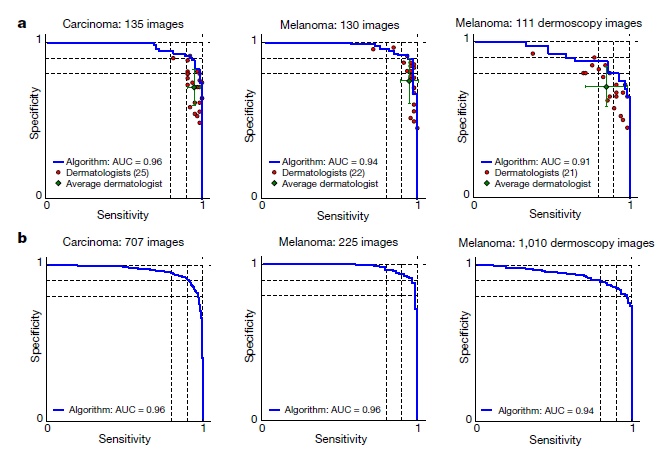 a
Carcinoma: 135 images
1
Specificity
Algorithm: AUC = 0.96
Dermatologists (25)
Average dermatologist
0
0
1
Sensitivity
Melanoma: 130 images
1
Specificity
Algorithm: AUC = 0.94
Dermatologists (22)
Average dermatologist
0
0
1
Sensitivity
Melanoma: 111 dermoscopy images
1
Specificity
Algorithm: AUC = 0.91
Dermatologists (21)
Average dermatologist
0
0
1
Sensitivity
b
Carcinoma: 707 images
1
Specificity
Algorithm: AUC = 0.96
0
0
1
Sensitivity
Melanoma: 225 images
1
Specificity
Algorithm: AUC = 0.96
0
0
1
Sensitivity
Melanoma: 1,010 dermoscopy images
1
Specificity
Algorithm: AUC = 0.94
0
0
1
Sensitivity